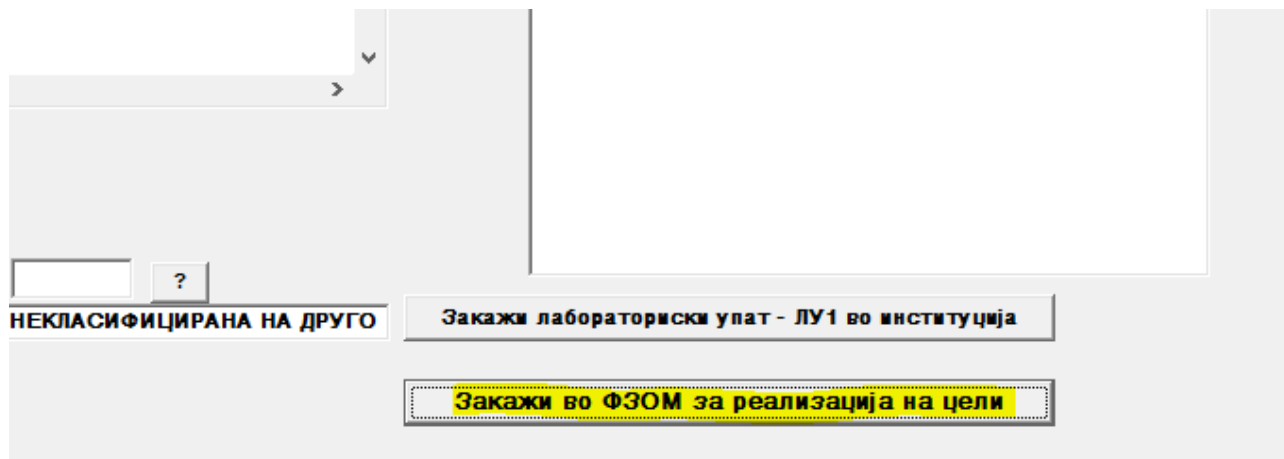 ?
НЕКЛАСИФИЦИРАНА НА ДРУГО
Закажи лабораториски упат - ЛУ1 во институција
Закажи во ФЗОМ за реализација на цели